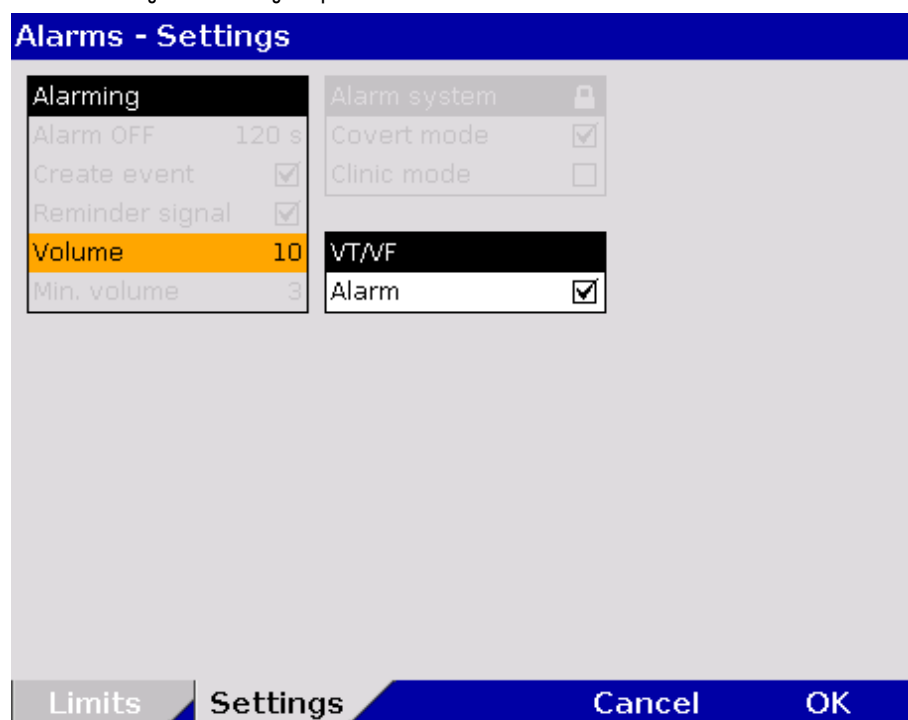 Alarms - Settings
Alarming
Alarm OFF 120 s
Create event
Reminder signal
Volume 10
Min. volume 3
Alarm system
Covert mode
Clinic mode
VT/VF
Alarm
Limits
Settings
Cancel
OK